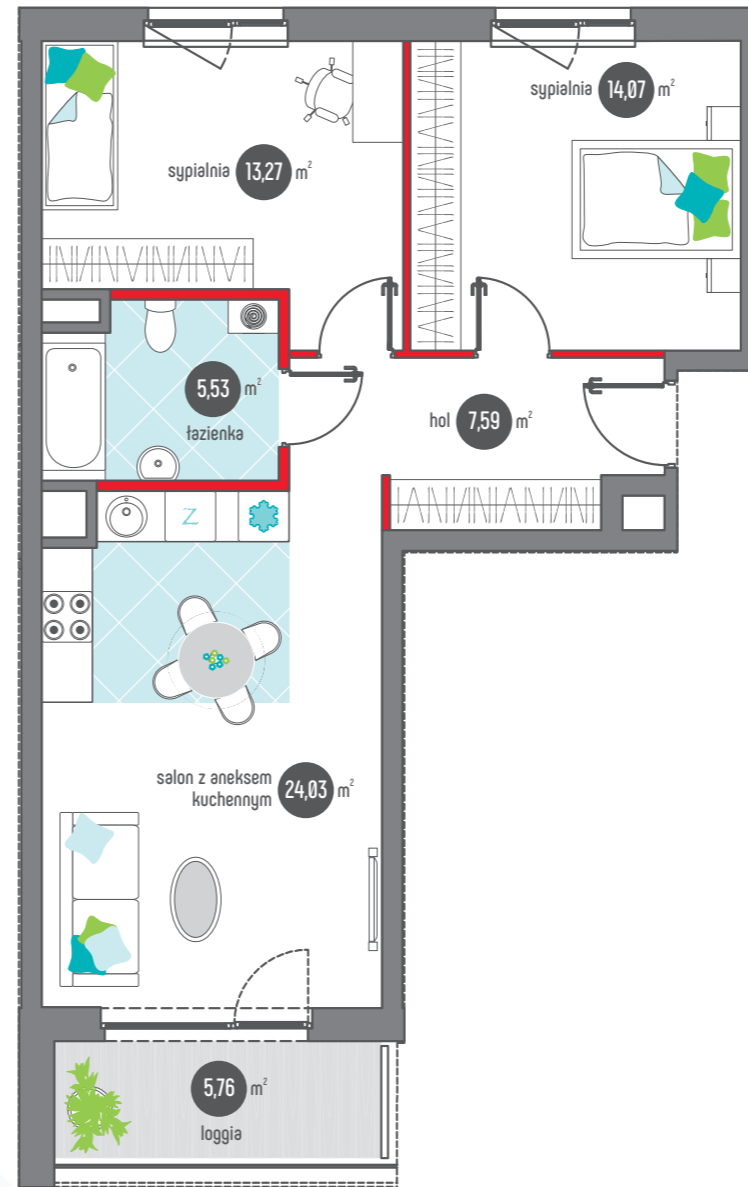 sypialnia 14,07 m²
sypialnia 13,27 m²
5,53 m²
łazienka
hol 7,59 m²
Z
salon z aneksem
kuchennym 24,03 m²
5,76 m²
loggia